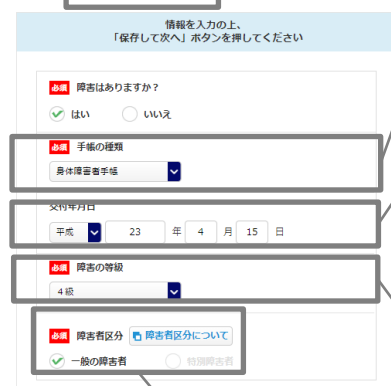 情報を入力の上、
「保存して次へ」ボタンを押してください
必須 障害はありますか？
はい いいえ
必須 手帳の種類
身体障害者手帳
交付年月日
平成 23 年 4 月 15 日
必須 障害の等級
4級
必須 障害者区分 障害者区分について
一般の障害者 特別障害者